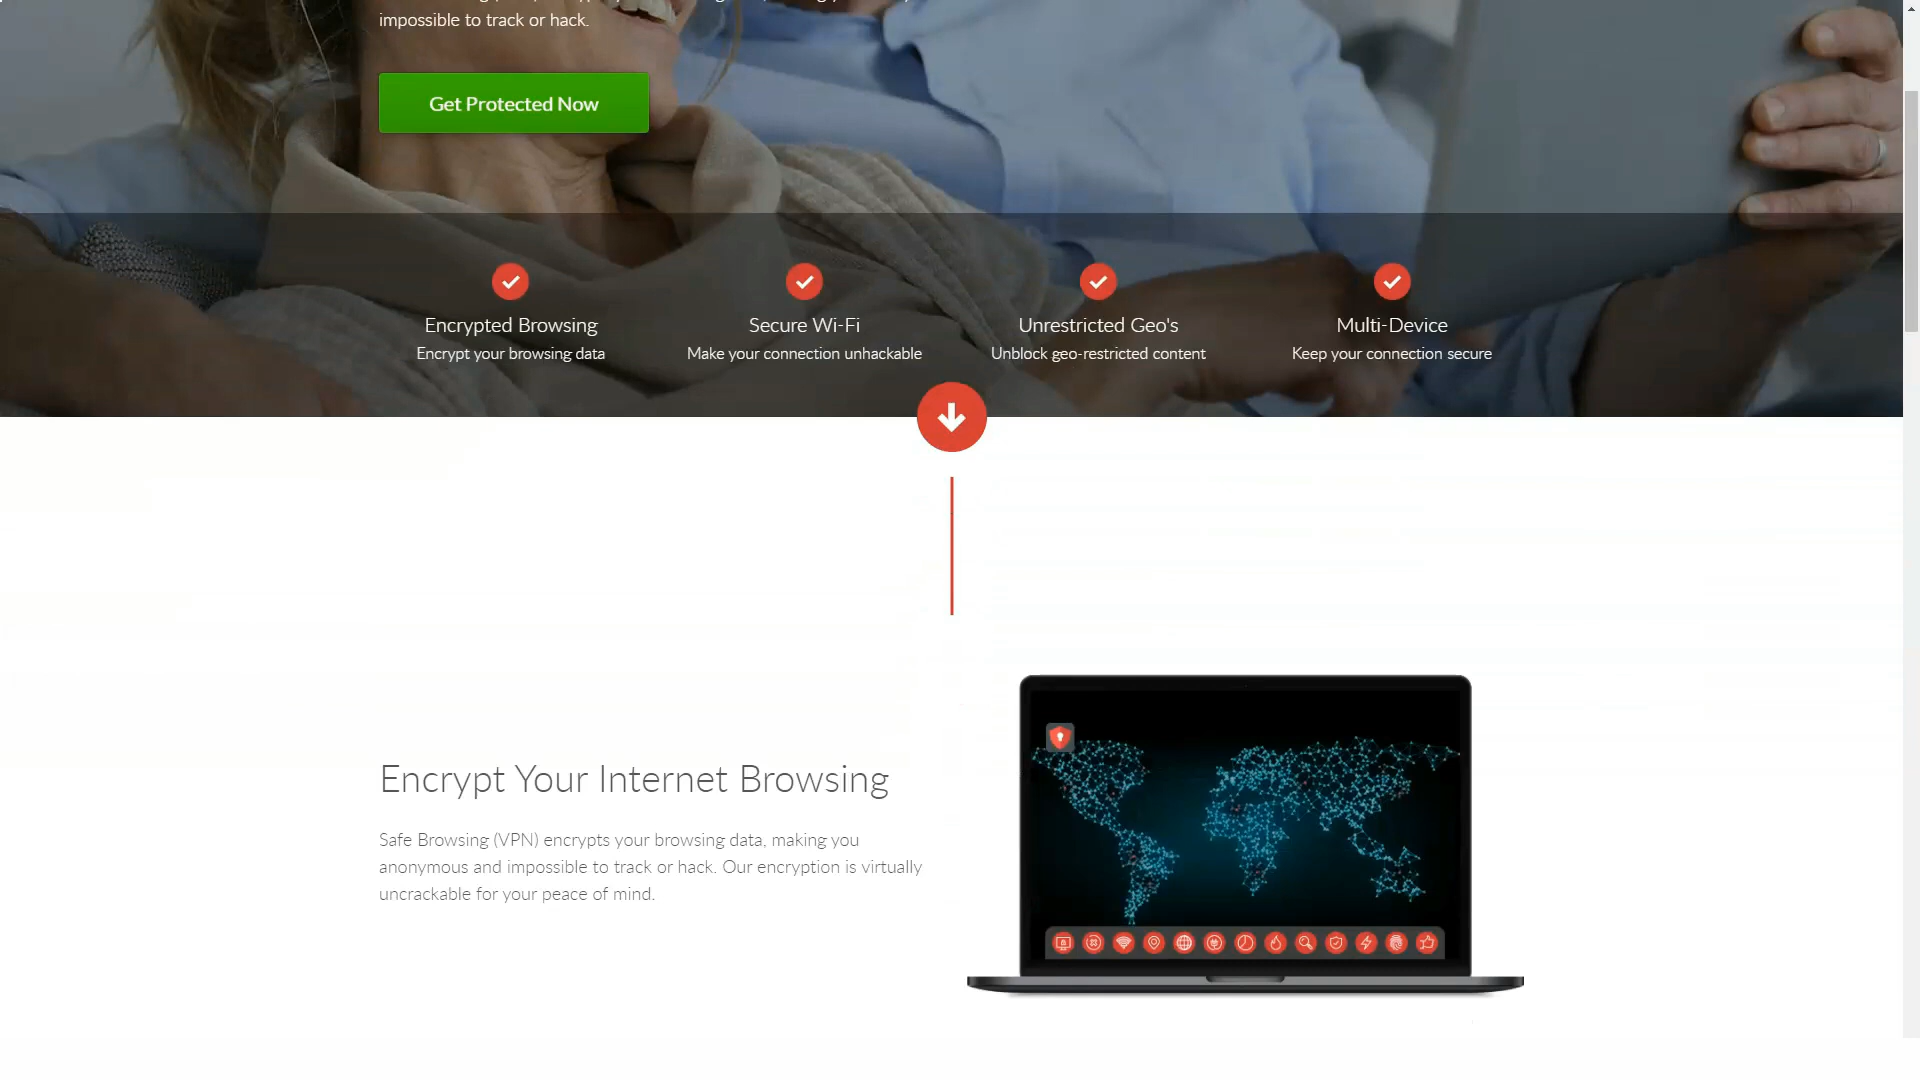 impossible to track or hack.
Get Protected Now
Encrypted Browsing
Encrypt your browsing data
Secure Wi-Fi
Make your connection unhackable
Unrestricted Geo's
Unblock geo-restricted content
Multi-Device
Keep your connection secure
Encrypt Your Internet Browsing
Safe Browsing (VPN) encrypts your browsing data, making you
anonymous and impossible to track or hack. Our encryption is virtually
uncrackable for your peace of mind.